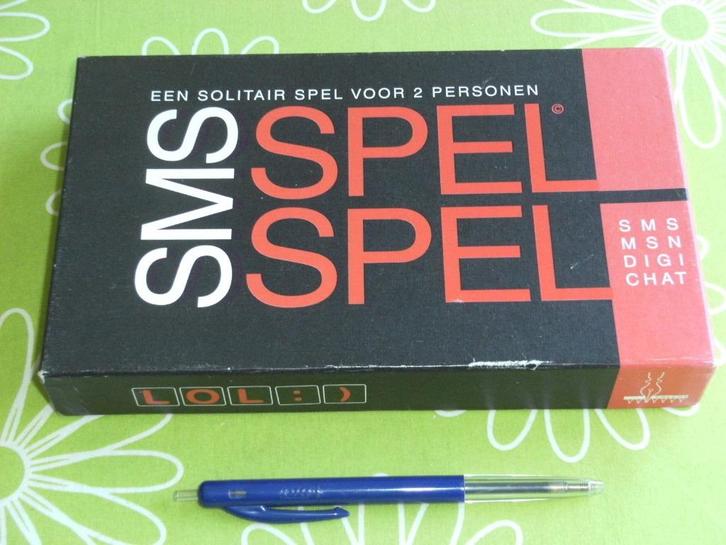 EEN SOLITAIR SPEL VOOR 2 PERSONEN
SMS
SPEL©
SPEL
SMS
MSN
DIGI
CHAT
LOL:)